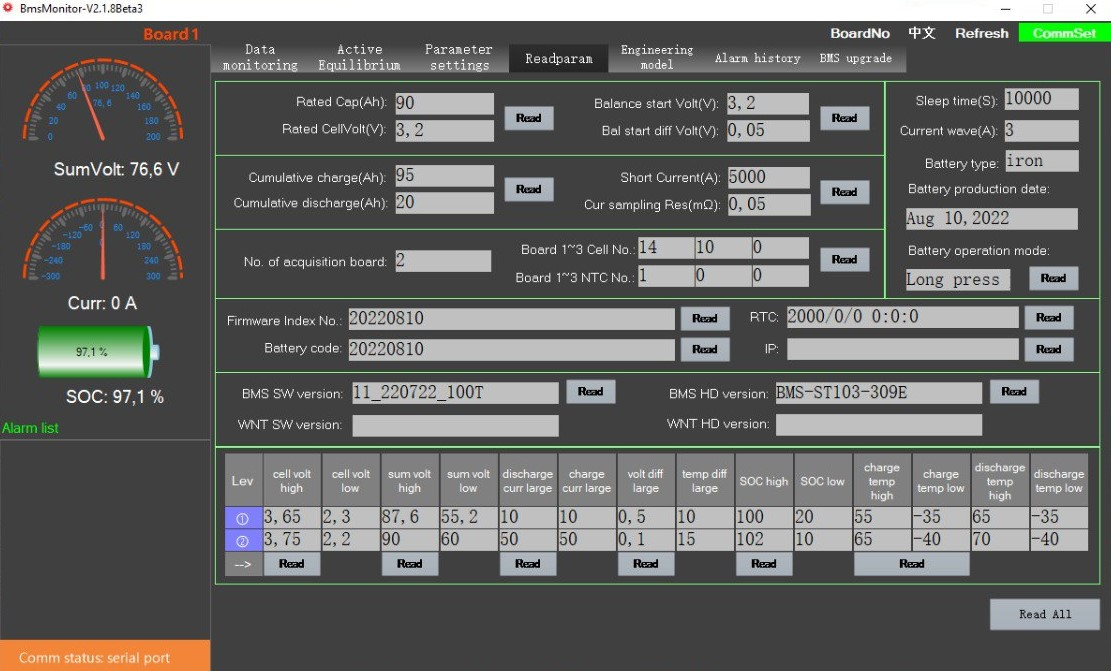 BmsMonitor-V2.1.8Beta3
BoardNo 中文 Refresh CommSet
Board 1
Data monitoring Active Equilibrium Parameter settings Readparam Engineering model Alarm history BMS upgrade
0 20 40 60 80 100 120 140 160 180 200
76,6
SumVolt: 76,6 V
-300 -240 -180 -120 -60 0 60 120 180 240 300
Curr: 0 A
97,1 %
SOC: 97,1 %
Alarm list
Comm status: serial port
Rated Cap(Ah): 90
Rated CellVolt(V): 3,2
Read
Balance start Volt(V): 3,2
Bal start diff Volt(V): 0,05
Read
Cumulative charge(Ah): 95
Cumulative discharge(Ah): 20
Read
Short Current(A): 5000
Cur sampling Res(mΩ): 0,05
Read
No. of acquisition board: 2
Board 1~3 Cell No.: 14 10 0
Board 1~3 NTC No.: 1 0 0
Read
Sleep time(S): 10000
Current wave(A): 3
Battery type: iron
Battery production date:
Aug 10,2022
Battery operation mode:
Long press Read
Firmware Index No.: 20220810 Read RTC: 2000/0/0 0:0:0 Read
Battery code: 20220810 Read IP: Read
BMS SW version: 11_220722_100T Read BMS HD version: BMS-ST103-309E Read
WNT SW version: WNT HD version:
Lev cell volt high cell volt low sum volt high sum volt low discharge curr large charge curr large volt diff large temp diff large SOC high SOC low charge temp high charge temp low discharge temp high discharge temp low
① 3,65 2,3 87,6 55,2 10 10 0,5 10 100 20 55 -35 65 -35
② 3,75 2,2 90 60 50 50 0,1 15 102 10 65 -40 70 -40
--> Read Read Read Read Read Read
Read All